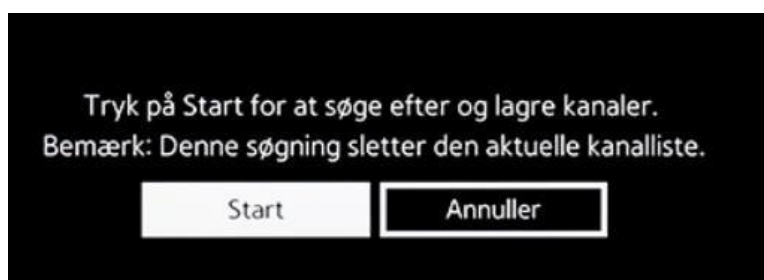 Tryk på Start for at søge efter og lagre kanaler.
Bemærk: Denne søgning sletter den aktuelle kanalliste.
Start
Annuller